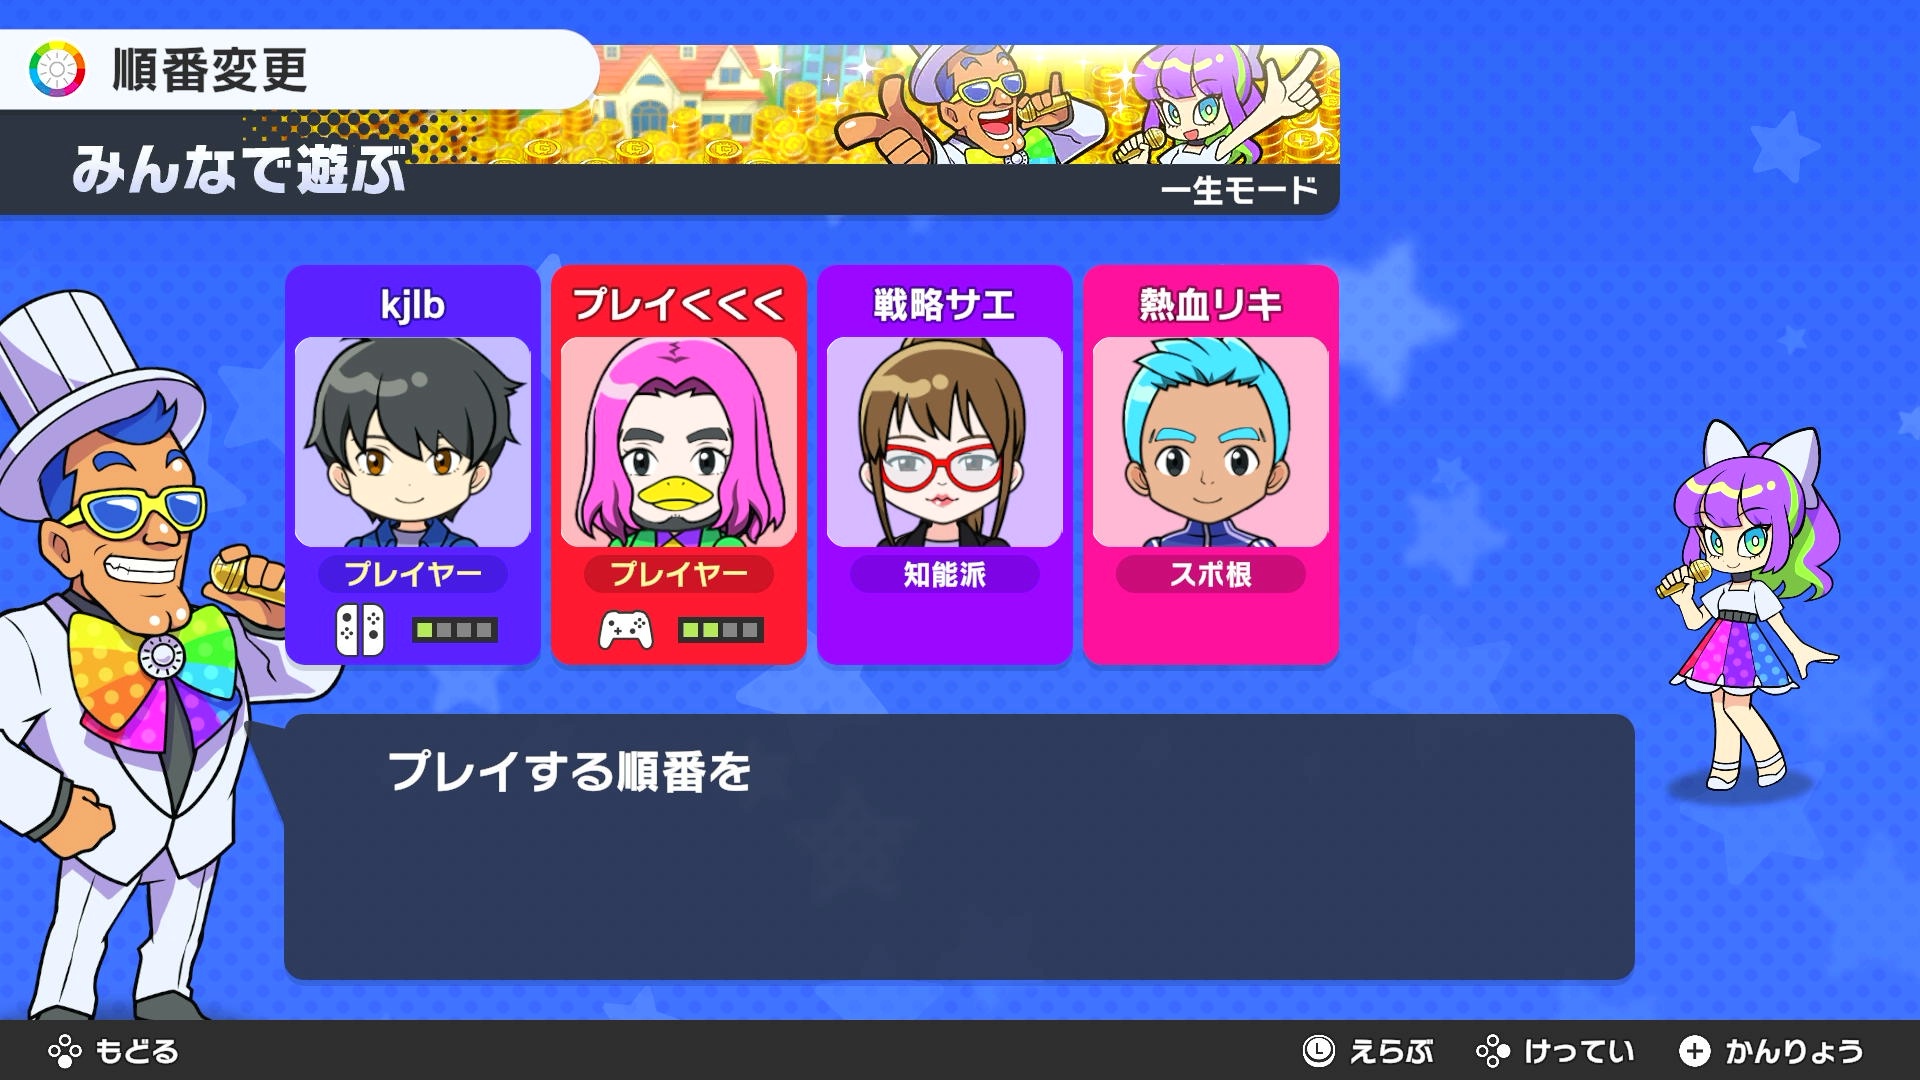 順番変更
みんなで遊ぶ
一生モード
kjlb
プレイくくく
戦略サエ
熱血リキ
プレイヤー
プレイヤー
知能派
スポ根
プレイする順番を
もどる
L えらぶ
けってい
+ かんりょう